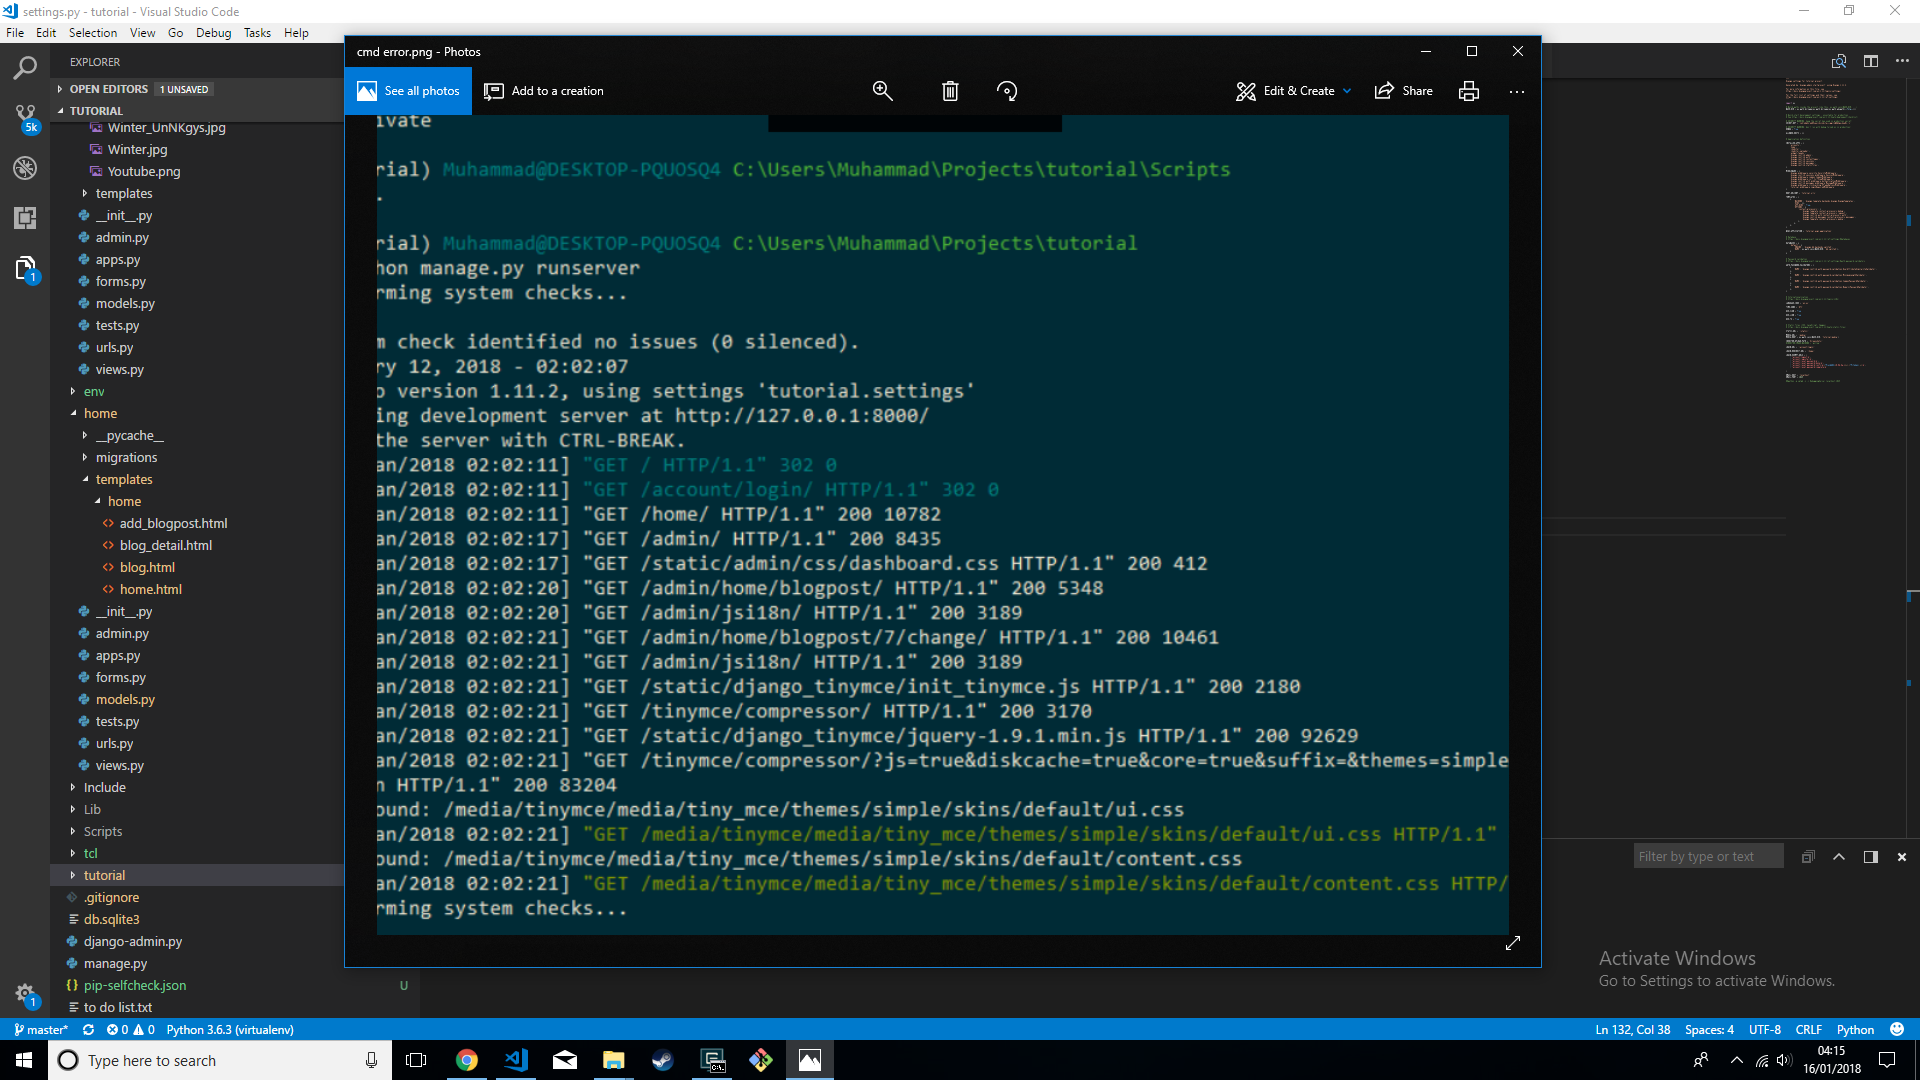 settings.py - tutorial - Visual Studio Code
File Edit Selection View Go Debug Tasks Help
EXPLORER
OPEN EDITORS 1 UNSAVED
TUTORIAL
Winter_UnNKgys.jpg
Winter.jpg
Youtube.png
templates
__init__.py
admin.py
apps.py
forms.py
models.py
tests.py
urls.py
views.py
env
home
__pycache__
migrations
templates
home
add_blogpost.html
blog_detail.html
blog.html
home.html
__init__.py
admin.py
apps.py
forms.py
models.py
tests.py
urls.py
views.py
Include
Lib
Scripts
tcl
tutorial
.gitignore
db.sqlite3
django-admin.py
manage.py
{} pip-selfcheck.json U
to do list.txt
5k
1
1
cmd error.png - Photos
See all photos Add to a creation Edit & Create Share
ivate
rial) Muhammad@DESKTOP-PQUOSQ4 C:\Users\Muhammad\Projects\tutorial\Scripts
.
rial) Muhammad@DESKTOP-PQUOSQ4 C:\Users\Muhammad\Projects\tutorial
hon manage.py runserver
rming system checks...
m check identified no issues (0 silenced).
ry 12, 2018 - 02:02:07
o version 1.11.2, using settings 'tutorial.settings'
ing development server at http://127.0.0.1:8000/
the server with CTRL-BREAK.
an/2018 02:02:11] "GET / HTTP/1.1" 302 0
an/2018 02:02:11] "GET /account/login/ HTTP/1.1" 302 0
an/2018 02:02:11] "GET /home/ HTTP/1.1" 200 10782
an/2018 02:02:17] "GET /admin/ HTTP/1.1" 200 8435
an/2018 02:02:17] "GET /static/admin/css/dashboard.css HTTP/1.1" 200 412
an/2018 02:02:20] "GET /admin/home/blogpost/ HTTP/1.1" 200 5348
an/2018 02:02:20] "GET /admin/jsi18n/ HTTP/1.1" 200 3189
an/2018 02:02:21] "GET /admin/home/blogpost/7/change/ HTTP/1.1" 200 10461
an/2018 02:02:21] "GET /admin/jsi18n/ HTTP/1.1" 200 3189
an/2018 02:02:21] "GET /static/django_tinymce/init_tinymce.js HTTP/1.1" 200 2180
an/2018 02:02:21] "GET /tinymce/compressor/ HTTP/1.1" 200 3170
an/2018 02:02:21] "GET /static/django_tinymce/jquery-1.9.1.min.js HTTP/1.1" 200 92629
an/2018 02:02:21] "GET /tinymce/compressor/?js=true&diskcache=true&core=true&suffix=&themes=simple
n HTTP/1.1" 200 83204
ound: /media/tinymce/media/tiny_mce/themes/simple/skins/default/ui.css
an/2018 02:02:21] "GET /media/tinymce/media/tiny_mce/themes/simple/skins/default/ui.css HTTP/1.1"
ound: /media/tinymce/media/tiny_mce/themes/simple/skins/default/content.css
an/2018 02:02:21] "GET /media/tinymce/media/tiny_mce/themes/simple/skins/default/content.css HTTP/
rming system checks...
Filter by type or text
Activate Windows
Go to Settings to activate Windows.
master* 0 0 Python 3.6.3 (virtualenv) Ln 132, Col 38 Spaces: 4 UTF-8 CRLF Python
Type here to search
04:15
16/01/2018